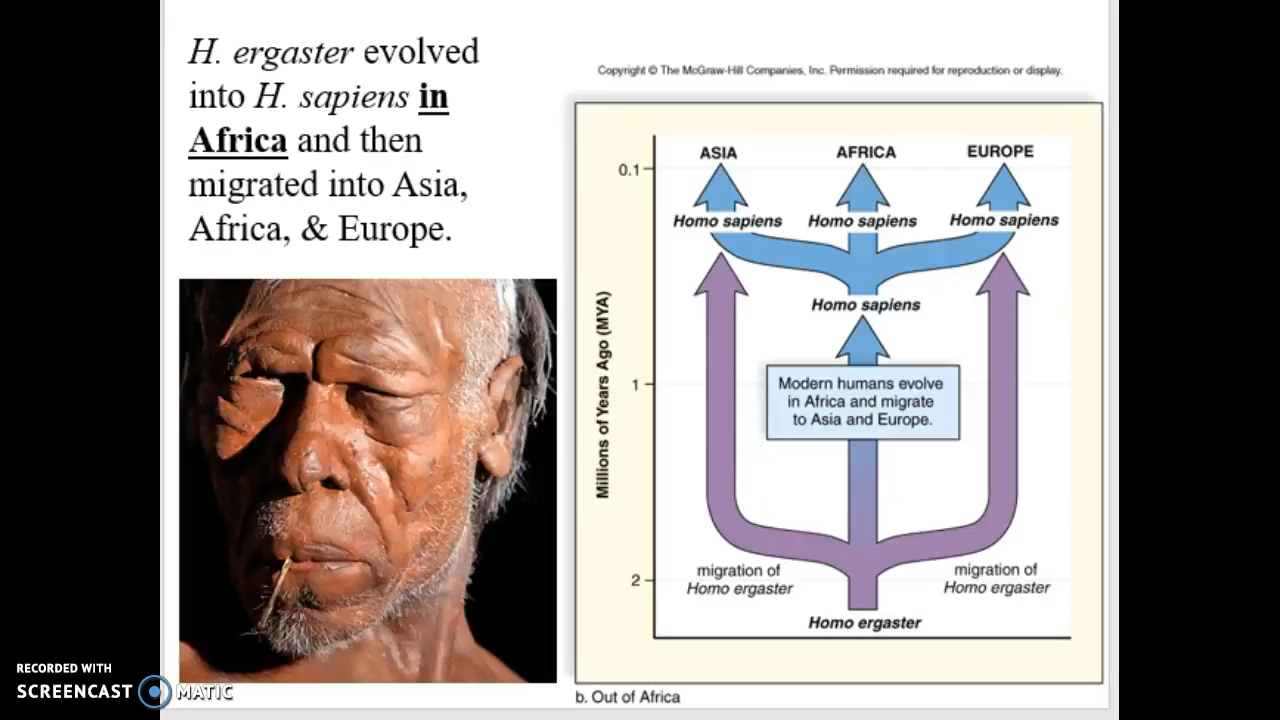 H. ergaster evolved
into H. sapiens in
Africa and then
migrated into Asia,
Africa, & Europe.
Copyright © The McGraw-Hill Companies, Inc. Permission required for reproduction or display.
ASIA AFRICA EUROPE
0.1
Homo sapiens Homo sapiens Homo sapiens
Homo sapiens
Millions of Years Ago (MYA)
1
Modern humans evolve
in Africa and migrate
to Asia and Europe.
2
migration of
Homo ergaster
migration of
Homo ergaster
Homo ergaster
b. Out of Africa
RECORDED WITH
SCREENCAST MATIC